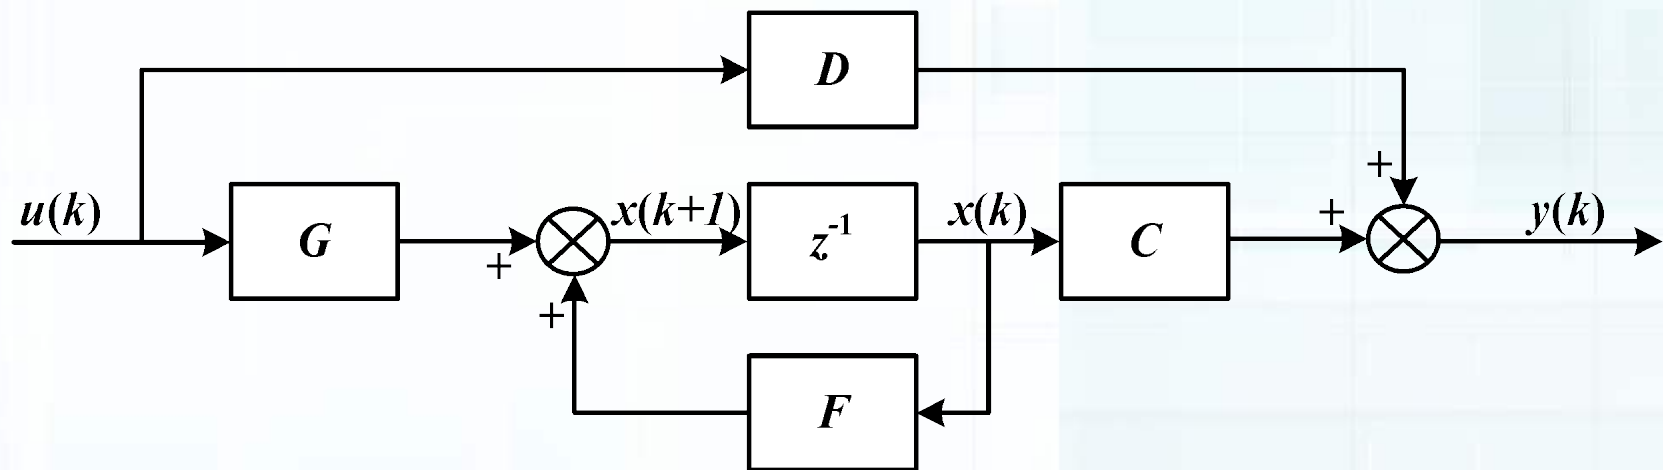 D
+
u(k) G x(k+1) z⁻¹ x(k) C + y(k)
+
+
F